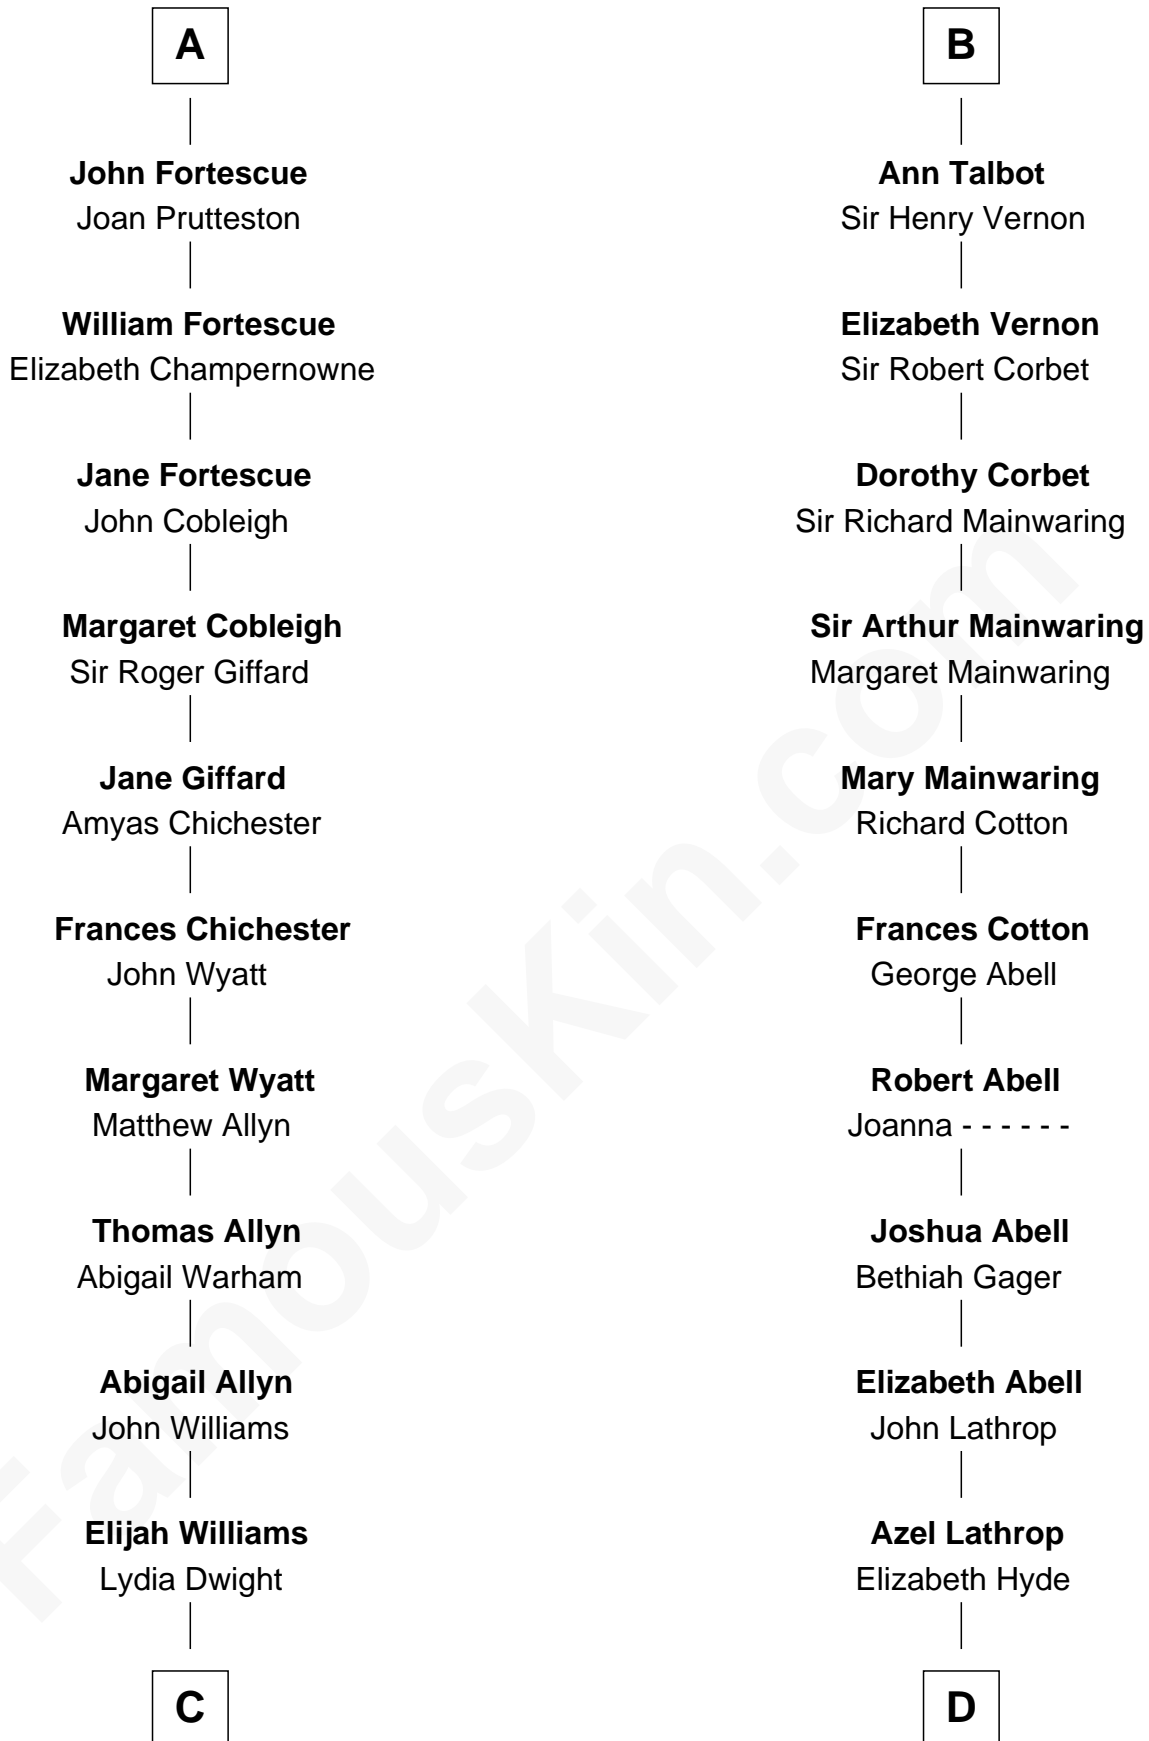 A
John Fortescue
Joan Prutteston
William Fortescue
Elizabeth Champernowne
Jane Fortescue
John Cobleigh
Margaret Cobleigh
Sir Roger Giffard
Jane Giffard
Amyas Chichester
Frances Chichester
John Wyatt
Margaret Wyatt
Matthew Allyn
Thomas Allyn
Abigail Warham
Abigail Allyn
John Williams
Elijah Williams
Lydia Dwight
C
B
Ann Talbot
Sir Henry Vernon
Elizabeth Vernon
Sir Robert Corbet
Dorothy Corbet
Sir Richard Mainwaring
Sir Arthur Mainwaring
Margaret Mainwaring
Mary Mainwaring
Richard Cotton
Frances Cotton
George Abell
Robert Abell
Joanna - - - - - -
Joshua Abell
Bethiah Gager
Elizabeth Abell
John Lathrop
Azel Lathrop
Elizabeth Hyde
D
FamousKin.com